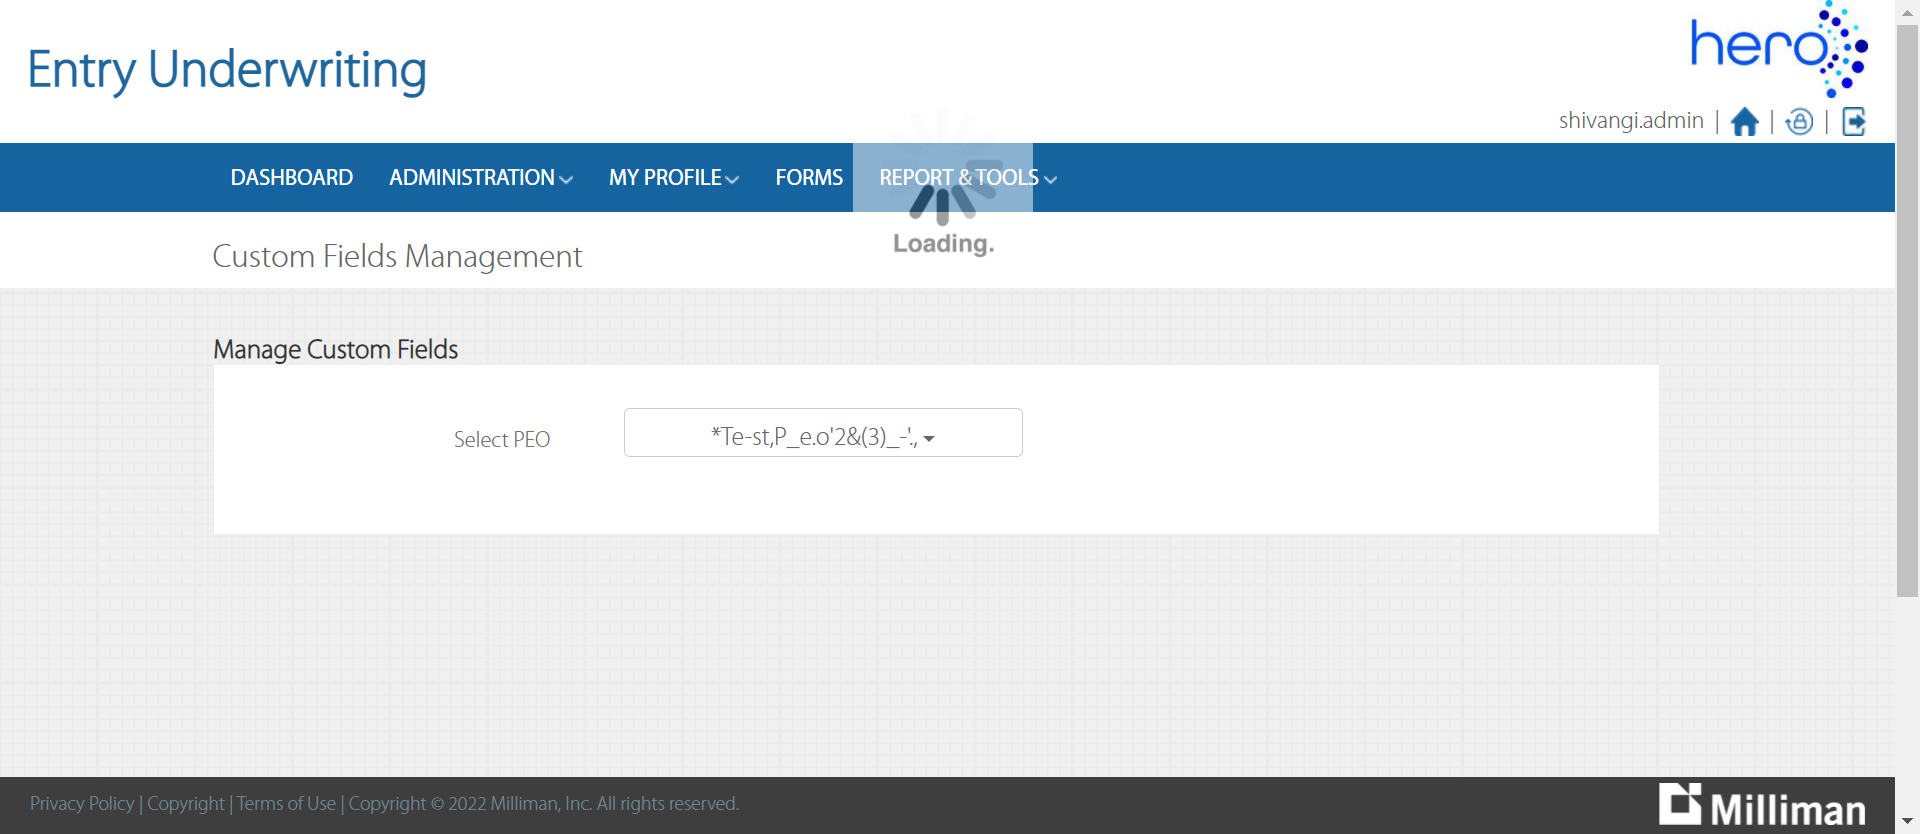 Entry Underwriting
hero
shivangi.admin | | |
DASHBOARD ADMINISTRATION MY PROFILE FORMS REPORT & TOOLS
Loading.
Custom Fields Management
Manage Custom Fields
Select PEO *Te-st,P_e.o'2&(3)_-'.,
Privacy Policy | Copyright | Terms of Use | Copyright © 2022 Milliman, Inc. All rights reserved.
Milliman